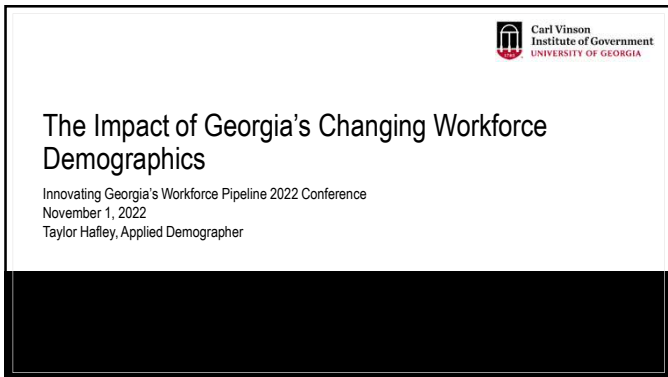 Carl Vinson
Institute of Government
UNIVERSITY OF GEORGIA
The Impact of Georgia's Changing Workforce
Demographics
Innovating Georgia's Workforce Pipeline 2022 Conference
November 1, 2022
Taylor Hafley, Applied Demographer